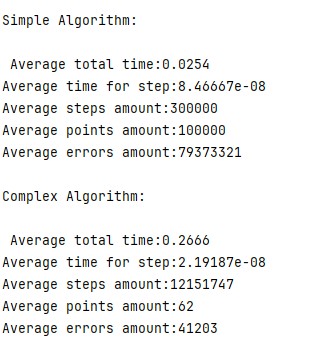 Simple Algorithm:
Average total time:0.0254
Average time for step:8.46667e-08
Average steps amount:300000
Average points amount:100000
Average errors amount:79373321
Complex Algorithm:
Average total time:0.2666
Average time for step:2.19187e-08
Average steps amount:12151747
Average points amount:62
Average errors amount:41203